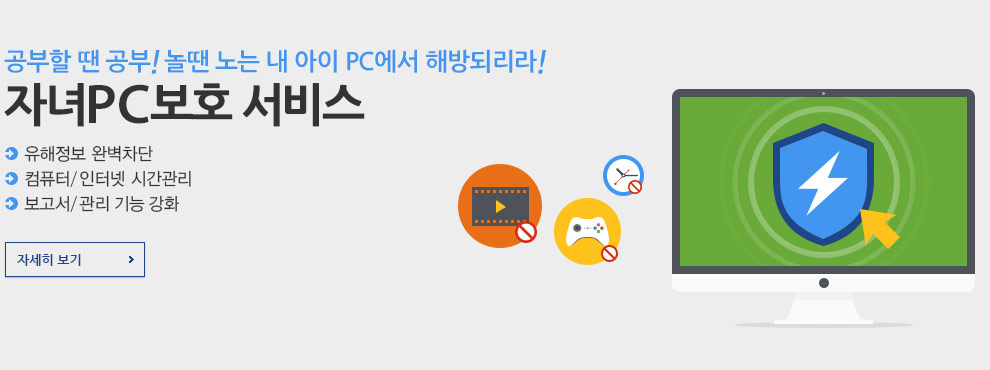 공부할 땐 공부! 놀땐 노는 내 아이 PC에서 해방되리라!
자녀PC보호 서비스
유해정보 완벽차단
컴퓨터/인터넷 시간관리
보고서/관리 기능 강화
자세히 보기